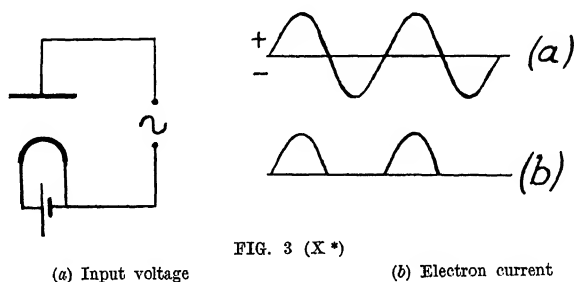 +
−
(a)
~
(b)
FIG. 3 (X *)
(a) Input voltage
(b) Electron current